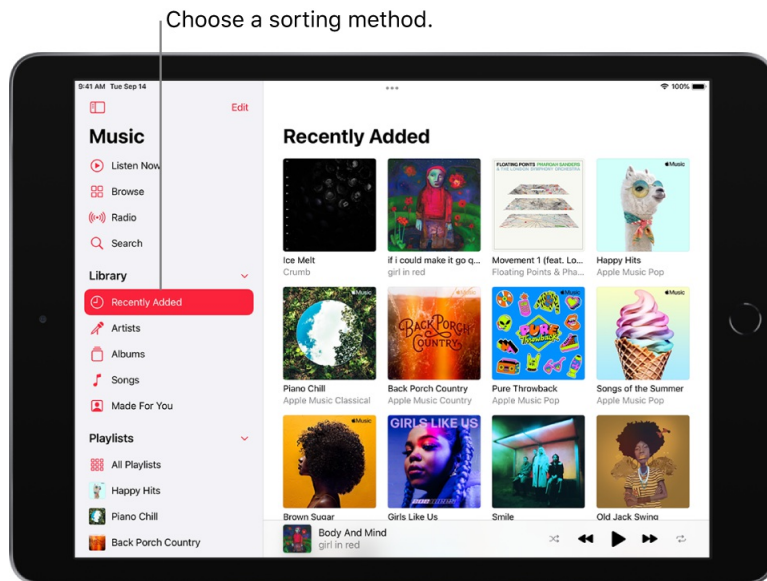 Choose a sorting method.
9:41 AM Tue Sep 14
100%
Edit
Music
Listen Now
Browse
Radio
Search
Library
Recently Added
Artists
Albums
Songs
Made For You
Playlists
All Playlists
Happy Hits
Piano Chill
Back Porch Country
Recently Added
FLOATING POINTS PHAROAH SANDERS
& THE LONDON SYMPHONY ORCHESTRA
Music
Ice Melt
Crumb
if i could make it go q...
girl in red
Movement 1 (feat. Lo...
Floating Points & Pha...
Happy Hits
Apple Music Pop
Music
BACK PORCH
COUNTRY
Music
PURE
Throwback
Music
Music
Piano Chill
Apple Music Classical
Back Porch Country
Apple Music Country
Pure Throwback
Apple Music Pop
Songs of the Summer
Apple Music Pop
Music
GIRLS LIKE US
Brown Sugar
Girls Like Us
Smile
Old Jack Swing
Body And Mind
girl in red